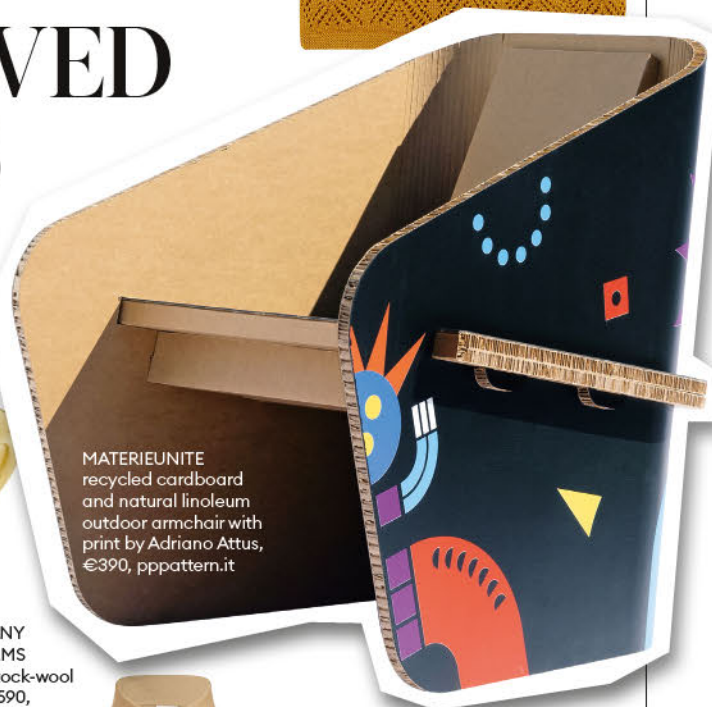 VED
MATERIEUNITE
recycled cardboard
and natural linoleum
outdoor armchair with
print by Adriano Attus,
€390, pppattern.it
NY
MS
ock-wool
590,